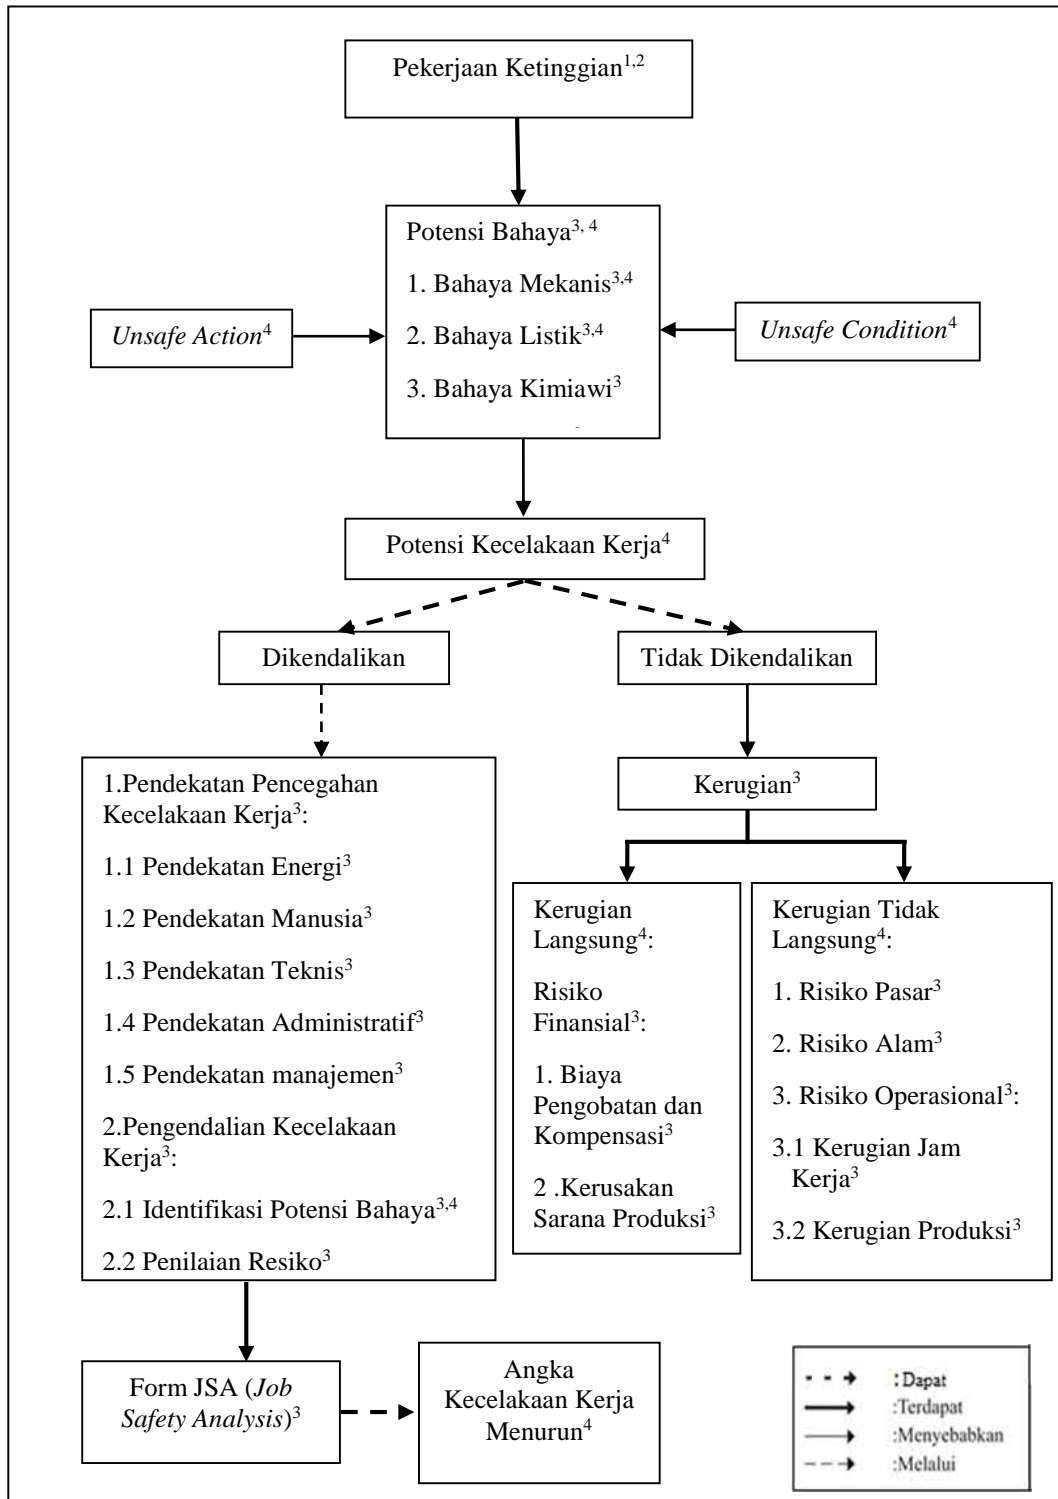 Pekerjaan Ketinggian1,2
Potensi Bahaya3, 4
1. Bahaya Mekanis3,4
2. Bahaya Listik3,4
3. Bahaya Kimiawi3
Unsafe Action4
Unsafe Condition4
Potensi Kecelakaan Kerja4
Dikendalikan
Tidak Dikendalikan
1.Pendekatan Pencegahan
Kecelakaan Kerja3:
1.1 Pendekatan Energi3
1.2 Pendekatan Manusia3
1.3 Pendekatan Teknis3
1.4 Pendekatan Administratif3
1.5 Pendekatan manajemen3
2.Pengendalian Kecelakaan
Kerja3:
2.1 Identifikasi Potensi Bahaya3,4
2.2 Penilaian Resiko3
Kerugian3
Kerugian
Langsung4:
Risiko
Finansial3:
1. Biaya
Pengobatan dan
Kompensasi3
2 .Kerusakan
Sarana Produksi3
Kerugian Tidak
Langsung4:
1. Risiko Pasar3
2. Risiko Alam3
3. Risiko Operasional3:
3.1 Kerugian Jam
Kerja3
3.2 Kerugian Produksi3
Form JSA (Job
Safety Analysis)3
Angka
Kecelakaan Kerja
Menurun4
:Dapat
:Terdapat
:Menyebabkan
:Melalui